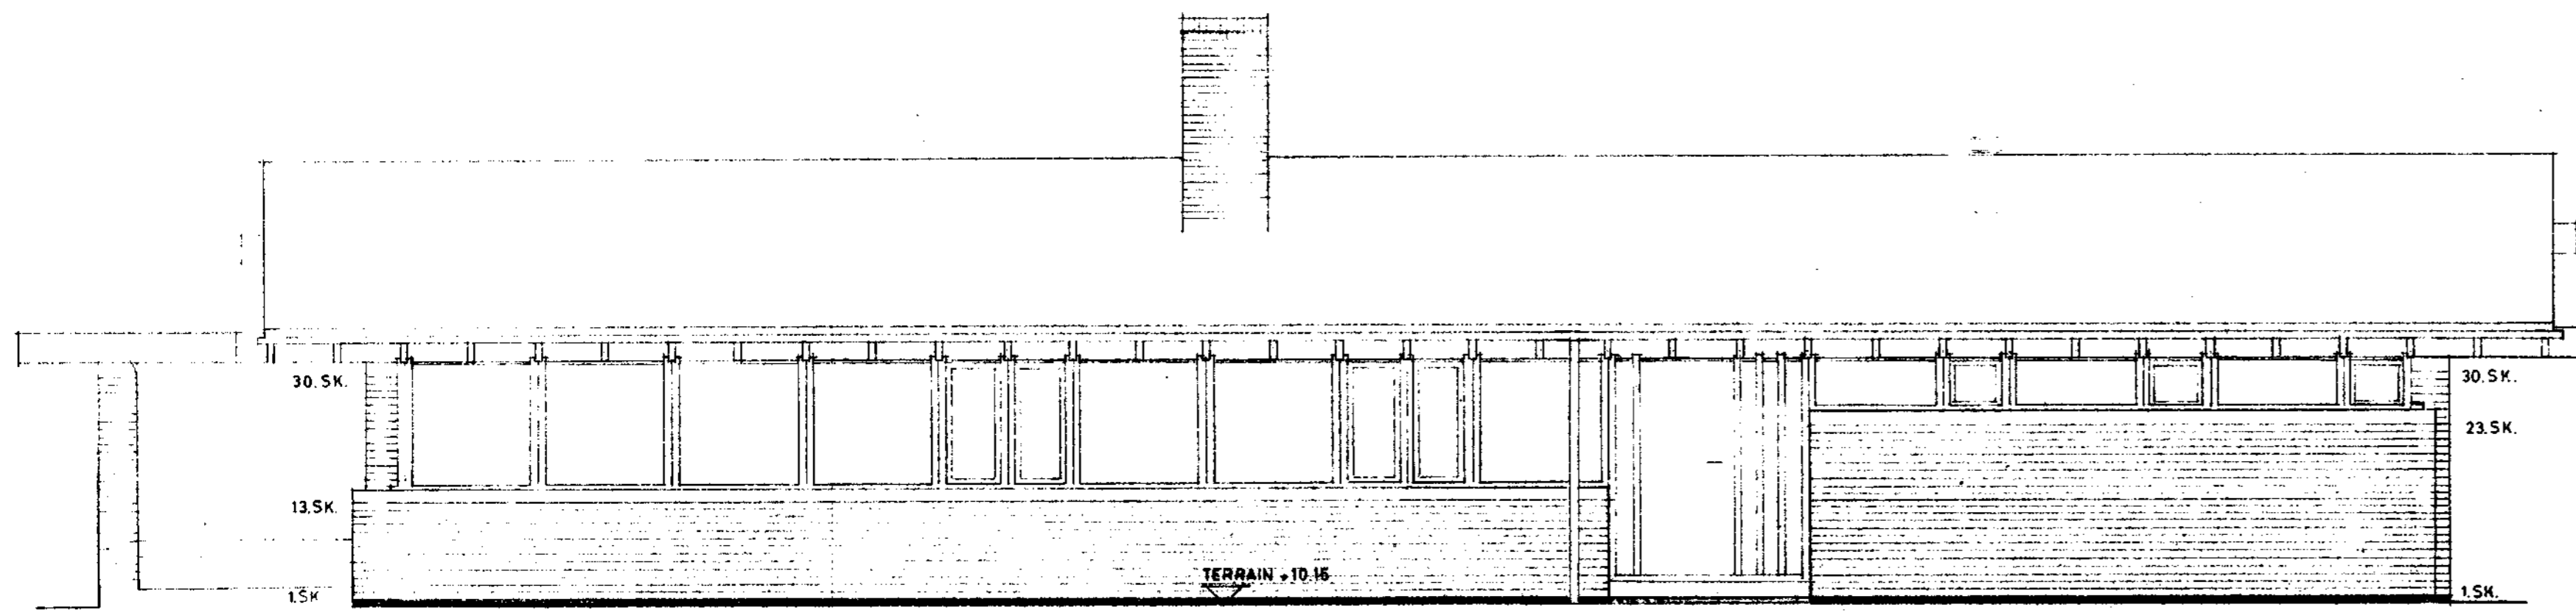 30.SK.
30.SK.
23.SK.
13.SK.
TERRAIN +10.15
1.SK
1.SK.